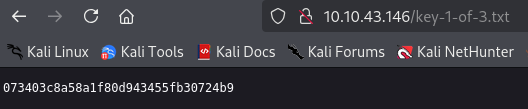 10.10.43.146/key-1-of-3.txt
Kali Linux Kali Tools Kali Docs Kali Forums Kali NetHunter
073403c8a58a1f80d943455fb30724b9